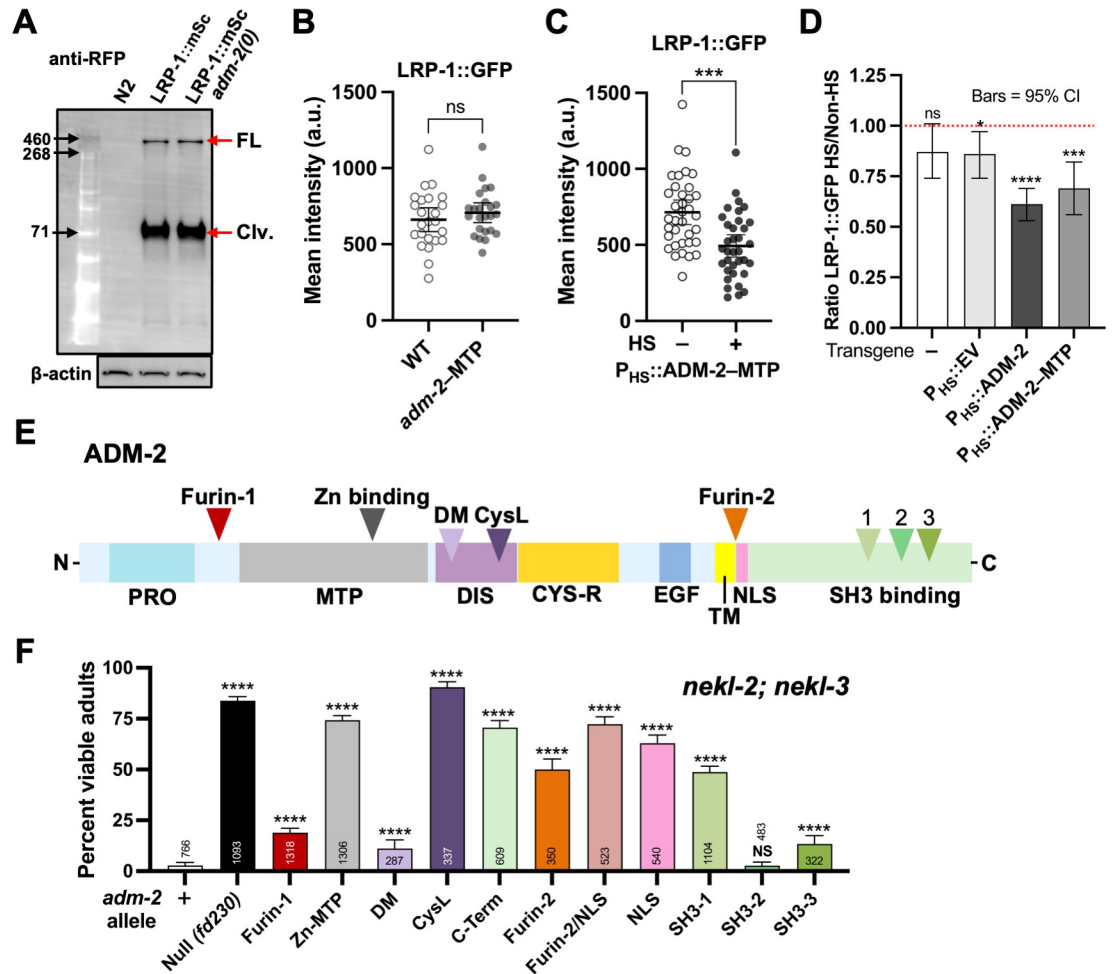 A
anti-RFP
N2
LRP-1::mSc
LRP-1::mSc
adm-2(0)
460
268
71
FL
Clv.
β-actin
B
LRP-1::GFP
ns
Mean intensity (a.u.)
1500
1000
500
0
WT
adm-2–MTP
C
LRP-1::GFP
***
Mean intensity (a.u.)
1500
1000
500
0
HS – +
PHS::ADM-2–MTP
D
Ratio LRP-1::GFP HS/Non-HS
Bars = 95% CI
1.25
1.00
0.75
0.50
0.25
0.00
ns
*
****
***
Transgene –
PHS::EV
PHS::ADM-2
PHS::ADM-2–MTP
E
ADM-2
Furin-1
Zn binding
DM CysL
Furin-2
1 2 3
N
C
PRO
MTP
DIS
CYS-R
EGF
TM
NLS
SH3 binding
F
nekl-2; nekl-3
Percent viable adults
100
75
50
25
0
766
**** 1093
**** 1318
**** 1306
**** 287
**** 337
**** 609
**** 350
**** 523
**** 540
**** 1104
483
NS
**** 322
adm-2
allele
+
Null (fd230)
Furin-1
Zn-MTP
DM
CysL
C-Term
Furin-2
Furin-2/NLS
NLS
SH3-1
SH3-2
SH3-3